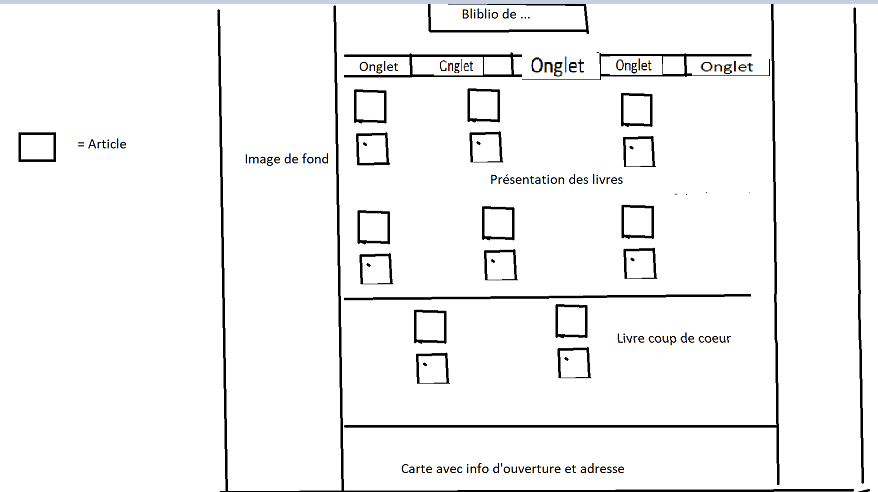 Bliblio de ...
Onglet Cnglet Onglet Onglet Onglet
= Article
Image de fond
Présentation des livres
Livre coup de coeur
Carte avec info d'ouverture et adresse